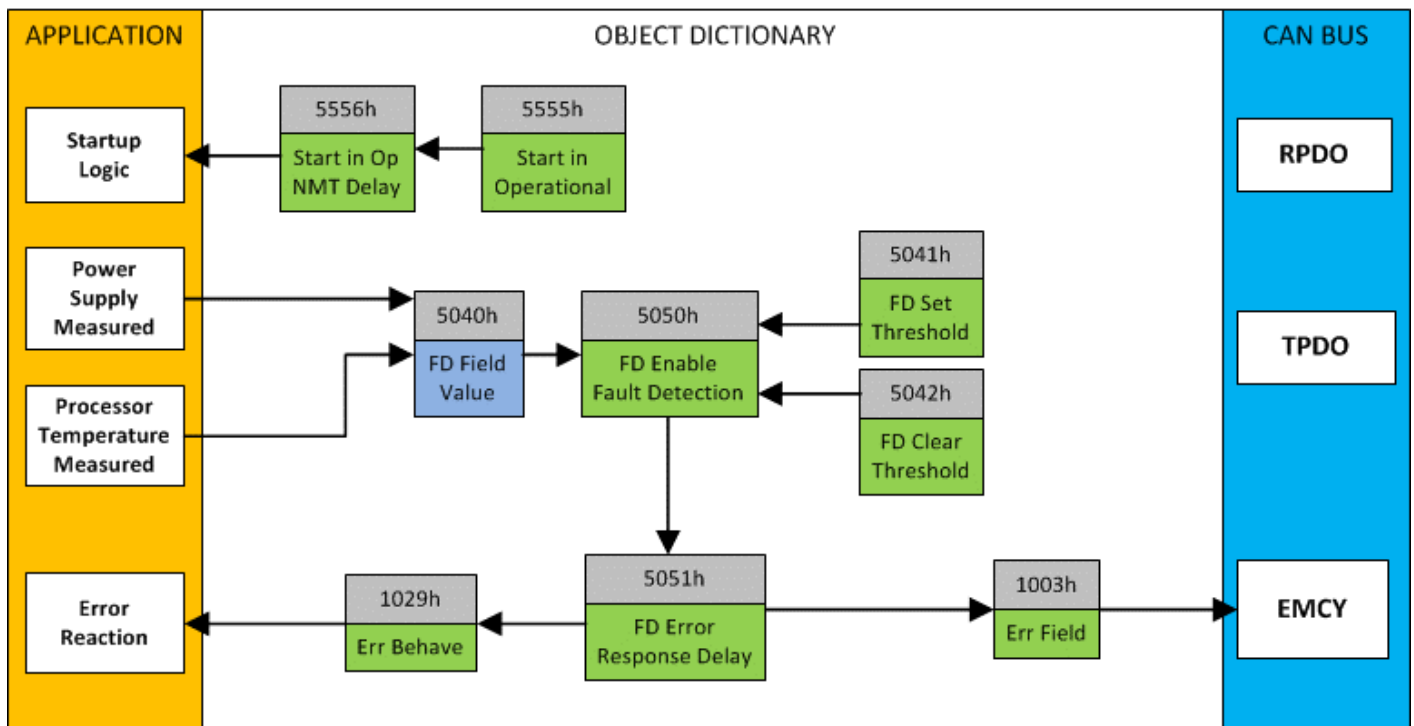 APPLICATION
OBJECT DICTIONARY
CAN BUS
Startup
Logic
5556h
Start in Op
NMT Delay
5555h
Start in
Operational
RPDO
Power
Supply
Measured
5040h
FD Field
Value
5050h
FD Enable
Fault Detection
5041h
FD Set
Threshold
TPDO
Processor
Temperature
Measured
5042h
FD Clear
Threshold
Error
Reaction
1029h
Err Behave
5051h
FD Error
Response Delay
1003h
Err Field
EMCY